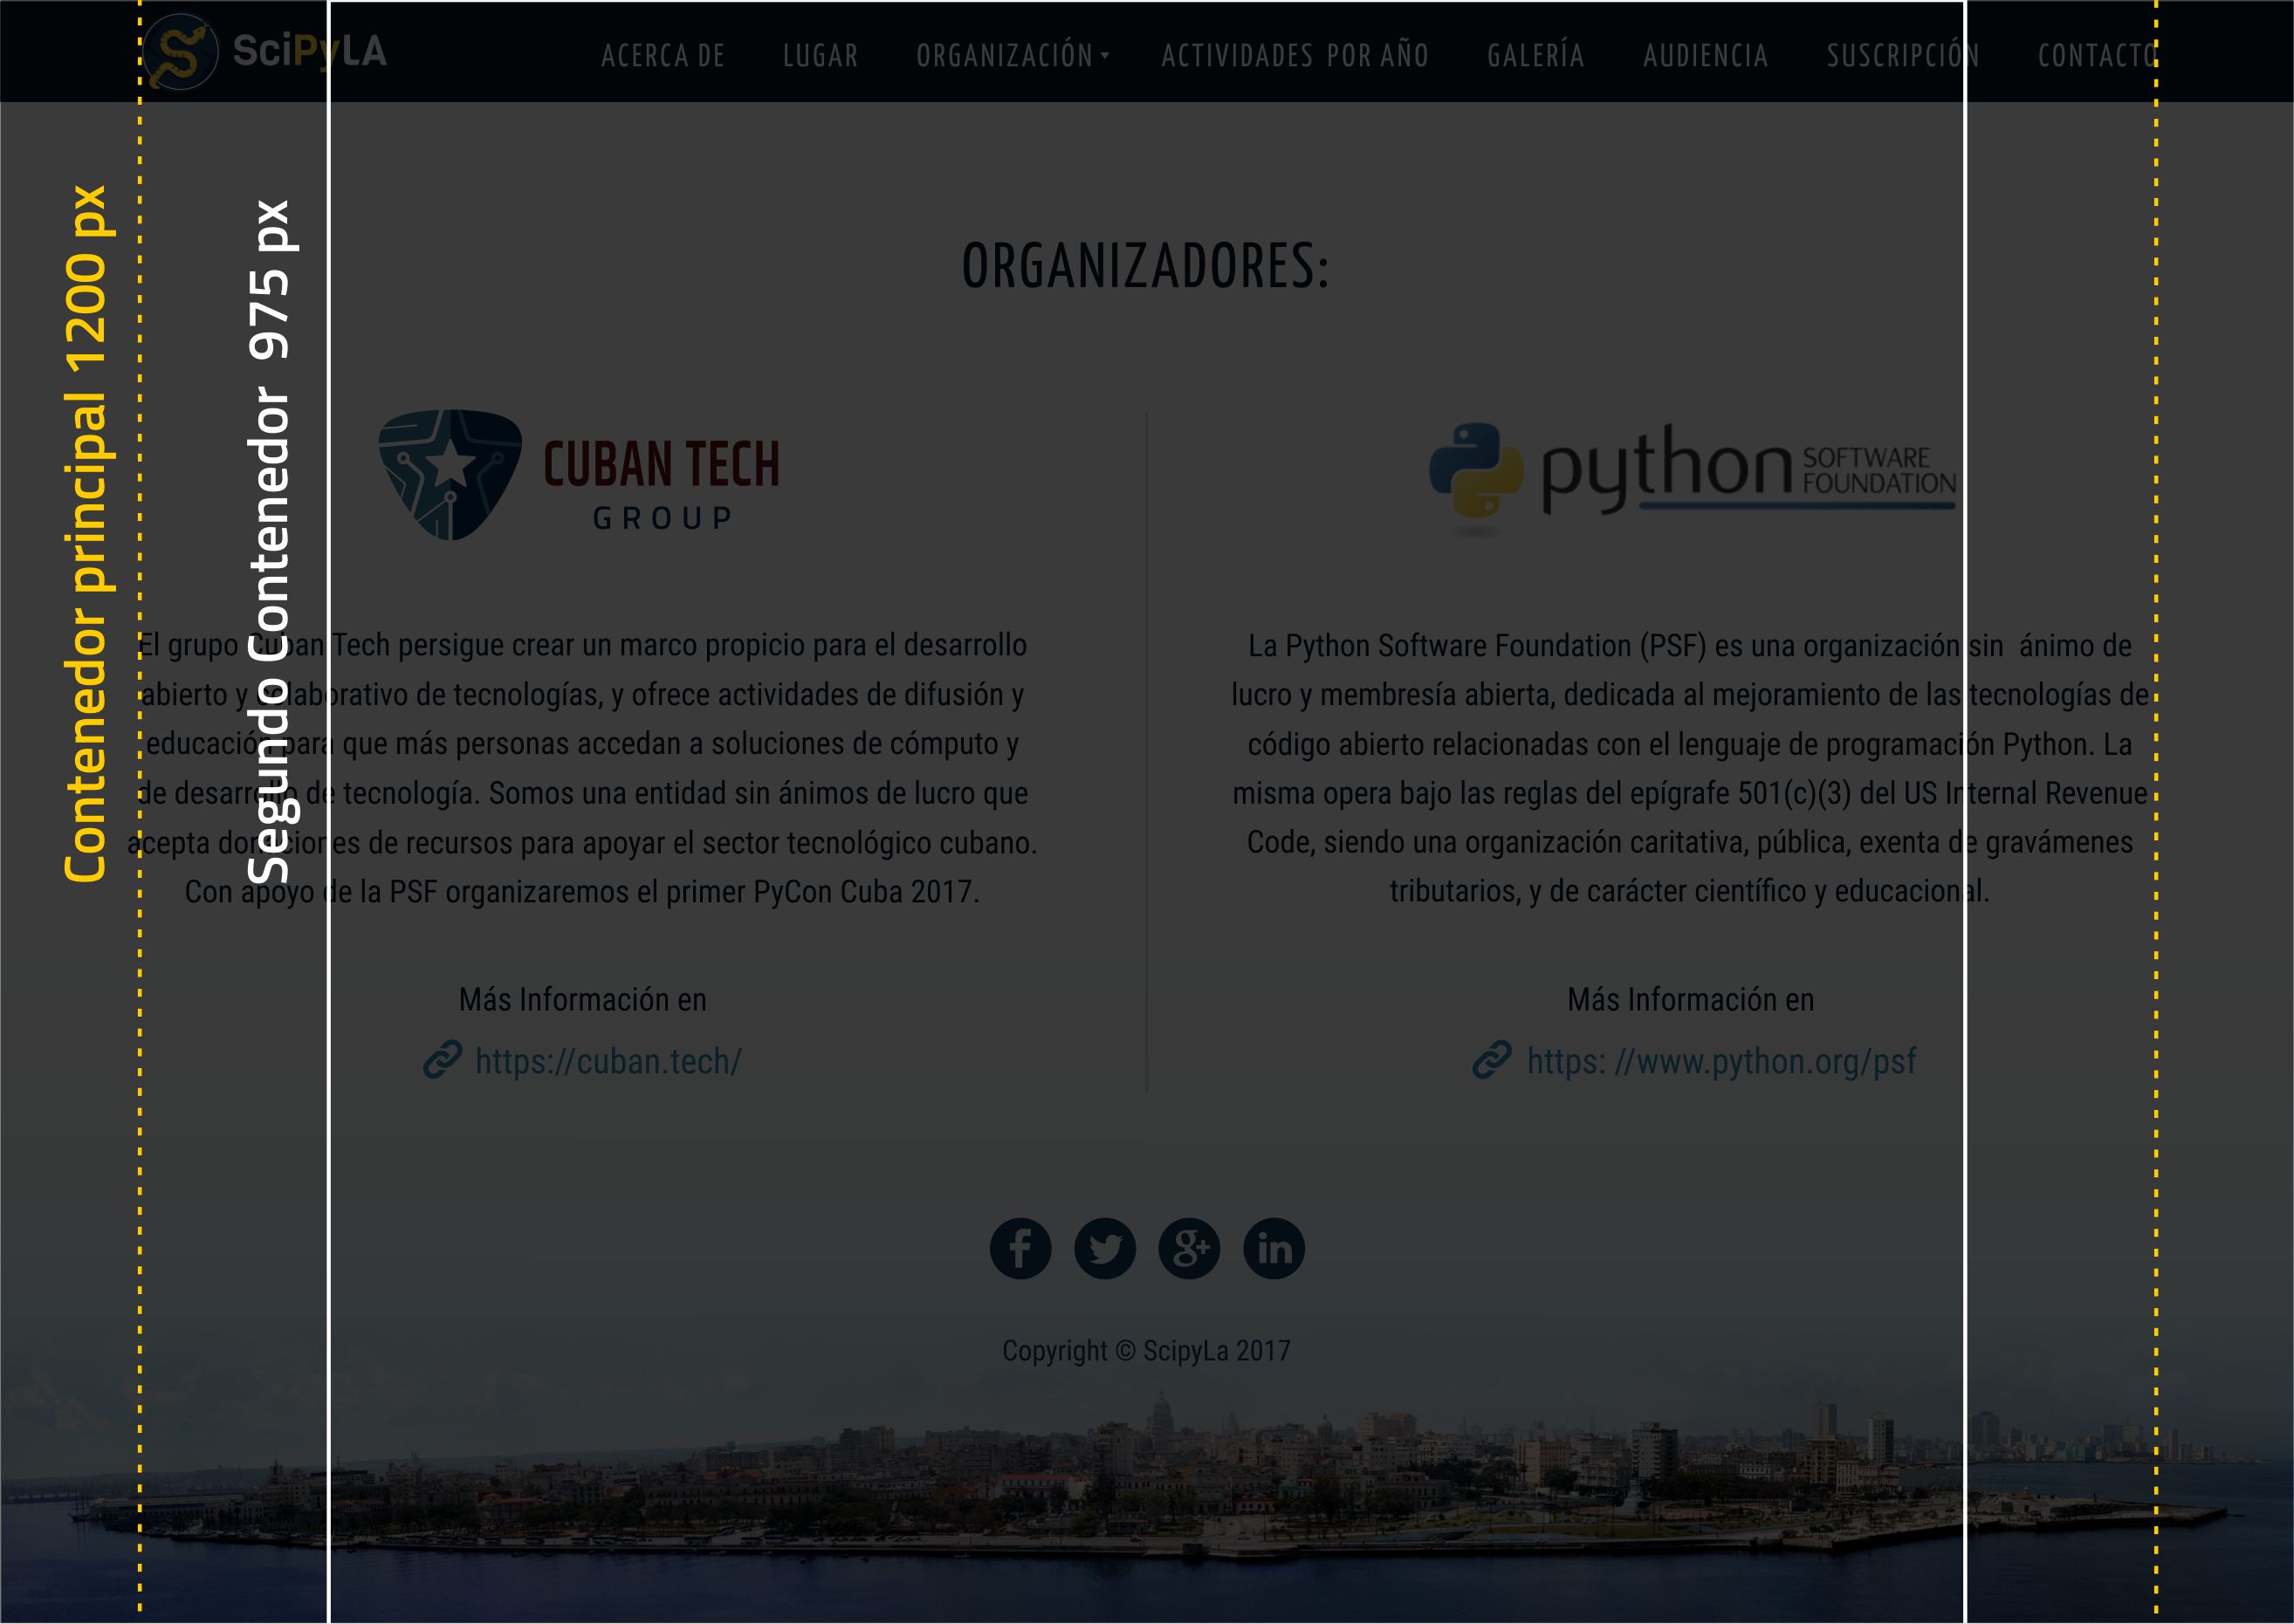 SciPyLA
ACERCA DE LUGAR ORGANIZACIÓN ACTIVIDADES POR AÑO GALERÍA AUDIENCIA SUSCRIPCIÓN CONTACTO
Contenedor principal 1200 px
Segundo Contenedor 975 px
ORGANIZADORES:
CUBAN TECH
GROUP
El grupo Cuban Tech persigue crear un marco propicio para el desarrollo
abierto y colaborativo de tecnologías, y ofrece actividades de difusión y
educación para que más personas accedan a soluciones de cómputo y
de desarrollo de tecnología. Somos una entidad sin ánimos de lucro que
acepta donaciones de recursos para apoyar el sector tecnológico cubano.
Con apoyo de la PSF organizaremos el primer PyCon Cuba 2017.
Más Información en
https://cuban.tech/
python SOFTWARE
FOUNDATION
La Python Software Foundation (PSF) es una organización sin ánimo de
lucro y membresía abierta, dedicada al mejoramiento de las tecnologías de
código abierto relacionadas con el lenguaje de programación Python. La
misma opera bajo las reglas del epígrafe 501(c)(3) del US Internal Revenue
Code, siendo una organización caritativa, pública, exenta de gravámenes
tributarios, y de carácter científico y educacional.
Más Información en
https: //www.python.org/psf
f g+ in
Copyright © ScipyLa 2017